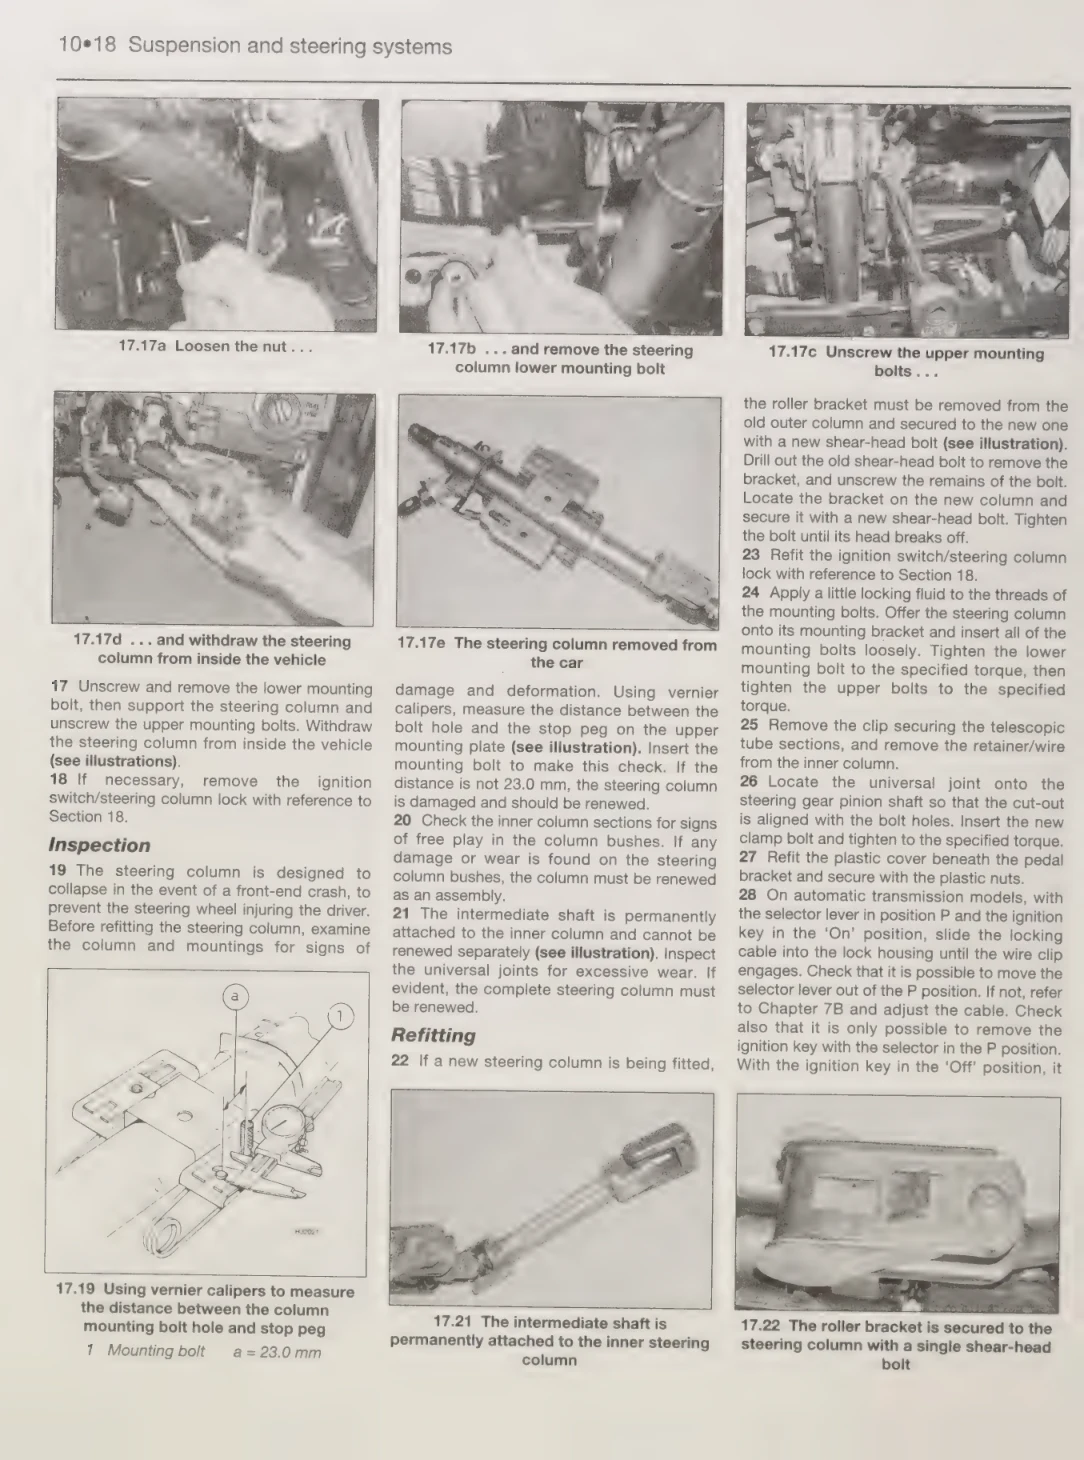 10•18 Suspension and steering systems
17.17a Loosen the nut . . .
17.17b . . . and remove the steering
column lower mounting bolt
17.17c Unscrew the upper mounting
bolts . . .
17.17d . . . and withdraw the steering
column from inside the vehicle
17.17e The steering column removed from
the car
17 Unscrew and remove the lower mounting
bolt, then support the steering column and
unscrew the upper mounting bolts. Withdraw
the steering column from inside the vehicle
(see illustrations).
18 If necessary, remove the ignition
switch/steering column lock with reference to
Section 18.
Inspection
19 The steering column is designed to
collapse in the event of a front-end crash, to
prevent the steering wheel injuring the driver.
Before refitting the steering column, examine
the column and mountings for signs of
a
1
17.19 Using vernier calipers to measure
the distance between the column
mounting bolt hole and stop peg
1 Mounting bolt a = 23.0 mm
damage and deformation. Using vernier
calipers, measure the distance between the
bolt hole and the stop peg on the upper
mounting plate (see illustration). Insert the
mounting bolt to make this check. If the
distance is not 23.0 mm, the steering column
is damaged and should be renewed.
20 Check the inner column sections for signs
of free play in the column bushes. If any
damage or wear is found on the steering
column bushes, the column must be renewed
as an assembly.
21 The intermediate shaft is permanently
attached to the inner column and cannot be
renewed separately (see illustration). Inspect
the universal joints for excessive wear. If
evident, the complete steering column must
be renewed.
Refitting
22 If a new steering column is being fitted,
17.21 The intermediate shaft is
permanently attached to the inner steering
column
the roller bracket must be removed from the
old outer column and secured to the new one
with a new shear-head bolt (see illustration).
Drill out the old shear-head bolt to remove the
bracket, and unscrew the remains of the bolt.
Locate the bracket on the new column and
secure it with a new shear-head bolt. Tighten
the bolt until its head breaks off.
23 Refit the ignition switch/steering column
lock with reference to Section 18.
24 Apply a little locking fluid to the threads of
the mounting bolts. Offer the steering column
onto its mounting bracket and insert all of the
mounting bolts loosely. Tighten the lower
mounting bolt to the specified torque, then
tighten the upper bolts to the specified
torque.
25 Remove the clip securing the telescopic
tube sections, and remove the retainer/wire
from the inner column.
26 Locate the universal joint onto the
steering gear pinion shaft so that the cut-out
is aligned with the bolt holes. Insert the new
clamp bolt and tighten to the specified torque.
27 Refit the plastic cover beneath the pedal
bracket and secure with the plastic nuts.
28 On automatic transmission models, with
the selector lever in position P and the ignition
key in the 'On' position, slide the locking
cable into the lock housing until the wire clip
engages. Check that it is possible to move the
selector lever out of the P position. If not, refer
to Chapter 7B and adjust the cable. Check
also that it is only possible to remove the
ignition key with the selector in the P position.
With the ignition key in the 'Off' position, it
17.22 The roller bracket is secured to the
steering column with a single shear-head
bolt